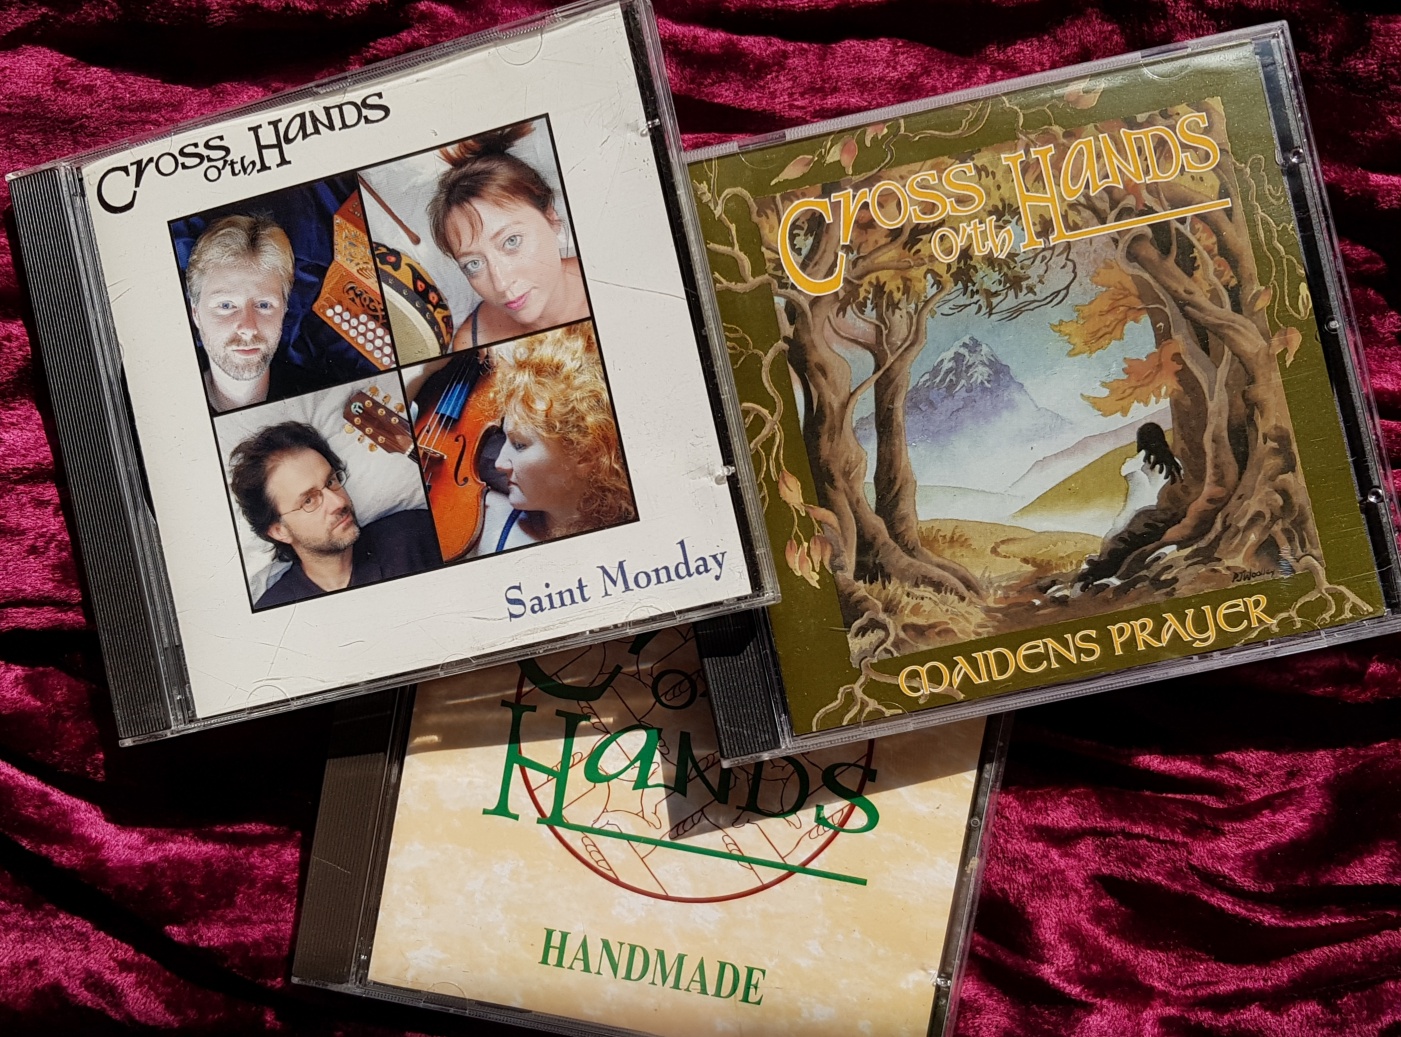 Cross
o'th Hands
Saint Monday
Cross
o'th Hands
MAIDENS PRAYER
C
O
Hands
HANDMADE